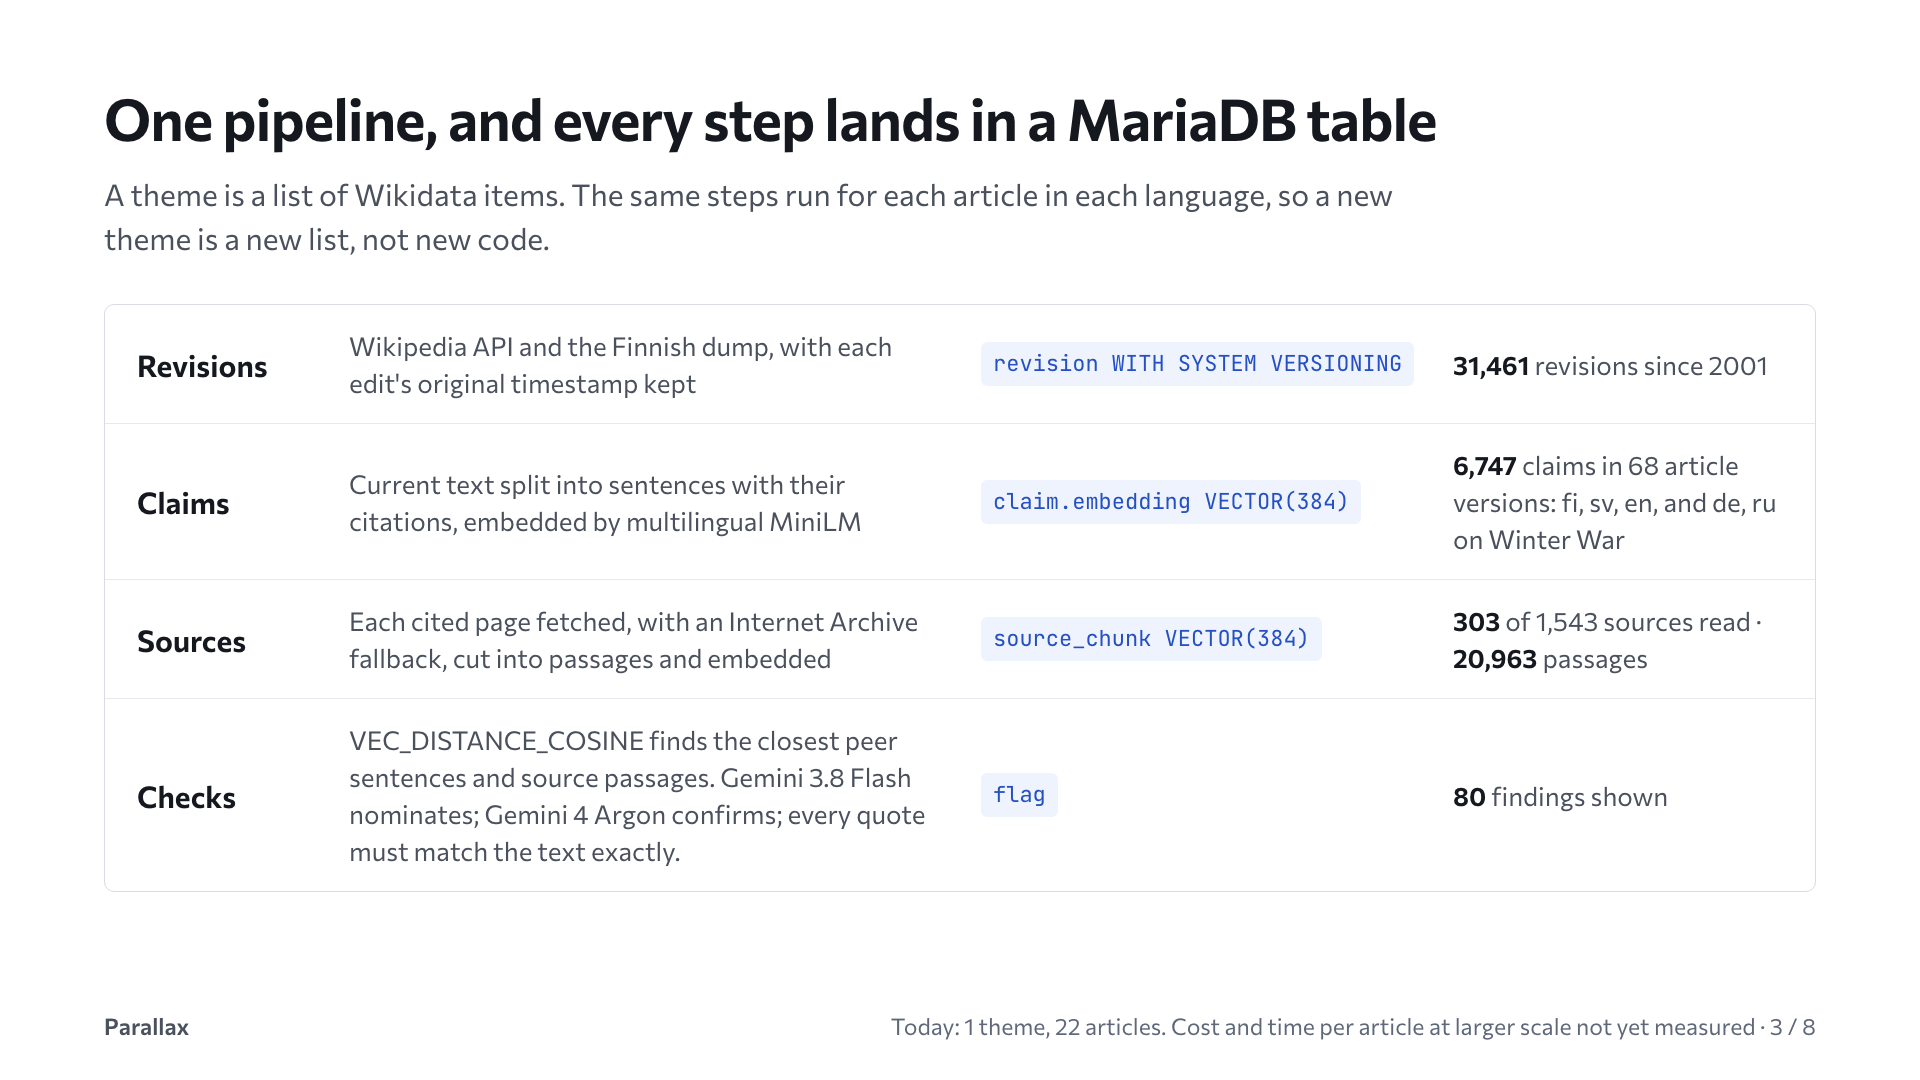 One pipeline, and every step lands in a MariaDB table
A theme is a list of Wikidata items. The same steps run for each article in each language, so a new
theme is a new list, not new code.
Revisions
Wikipedia API and the Finnish dump, with each
edit's original timestamp kept
revision WITH SYSTEM VERSIONING
31,461 revisions since 2001
Claims
Current text split into sentences with their
citations, embedded by multilingual MiniLM
claim.embedding VECTOR(384)
6,747 claims in 68 article
versions: fi, sv, en, and de, ru
on Winter War
Sources
Each cited page fetched, with an Internet Archive
fallback, cut into passages and embedded
source_chunk VECTOR(384)
303 of 1,543 sources read ·
20,963 passages
Checks
VEC_DISTANCE_COSINE finds the closest peer
sentences and source passages. Gemini 3.8 Flash
nominates; Gemini 4 Argon confirms; every quote
must match the text exactly.
flag
80 findings shown
Parallax
Today: 1 theme, 22 articles. Cost and time per article at larger scale not yet measured · 3 / 8